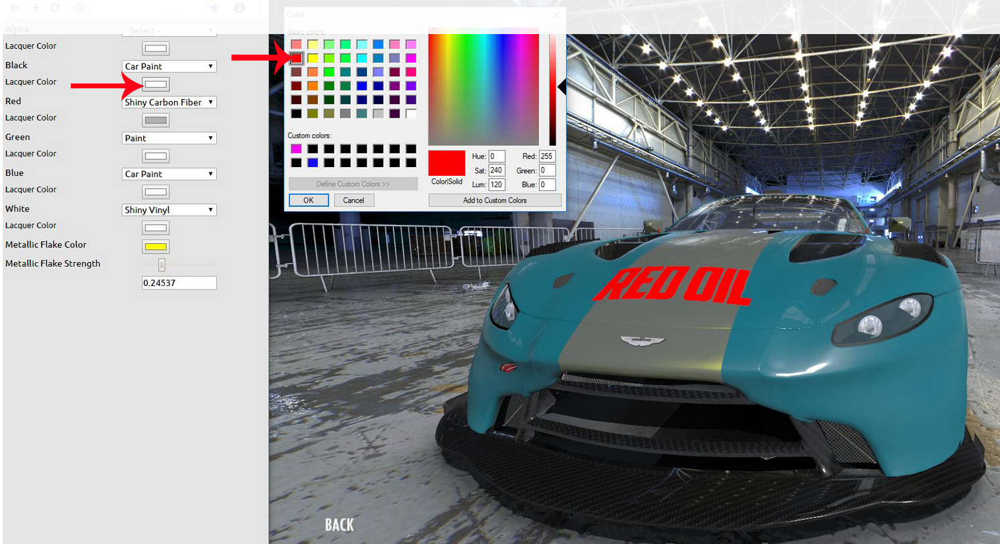 Color
Alpha
- Select -
Lacquer Color
Black
Car Paint
Lacquer Color
Red
Shiny Carbon Fiber
Lacquer Color
Green
Paint
Lacquer Color
Blue
Car Paint
Lacquer Color
White
Shiny Vinyl
Lacquer Color
Metallic Flake Color
Metallic Flake Strength
0.24537
Basic colors:
Custom colors:
Define Custom Colors >>
OK
Cancel
Color|Solid
Hue: 0
Sat: 240
Lum: 120
Red: 255
Green: 0
Blue: 0
Add to Custom Colors
RED OIL
BACK